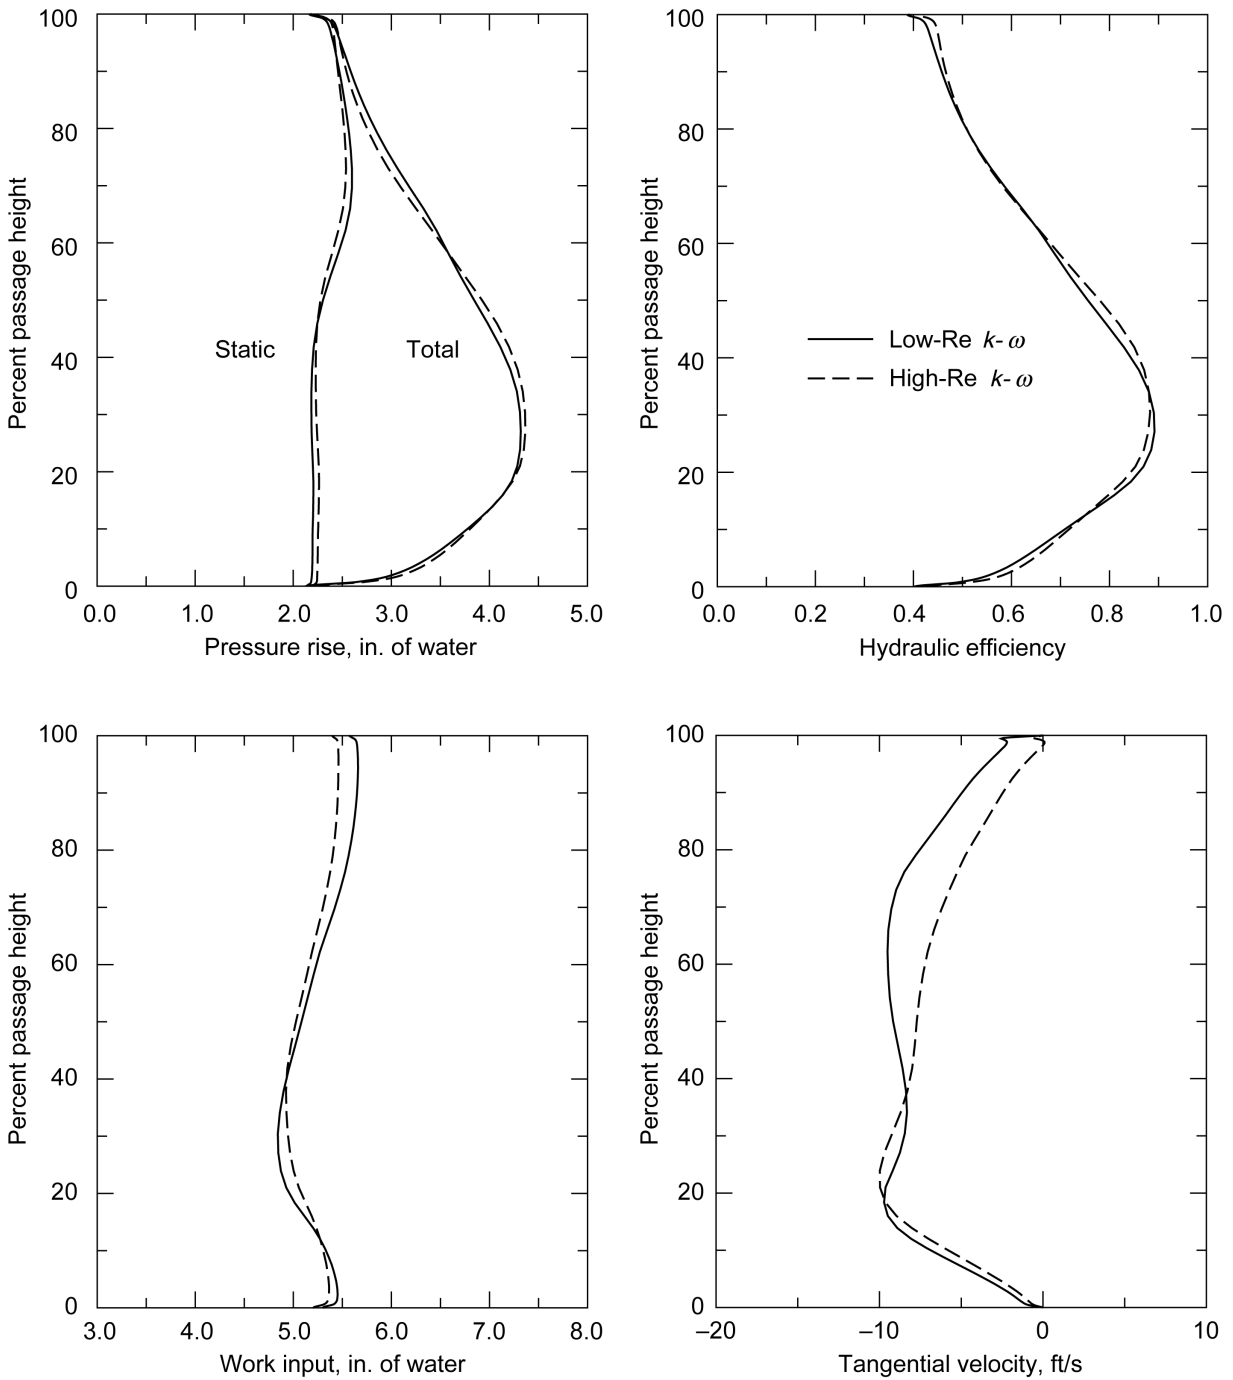 100
80
60
40
20
0
Percent passage height
Static
Total
0.0 1.0 2.0 3.0 4.0 5.0
Pressure rise, in. of water
100
80
60
40
20
0
Percent passage height
Low-Re k-ω
High-Re k-ω
0.0 0.2 0.4 0.6 0.8 1.0
Hydraulic efficiency
100
80
60
40
20
0
Percent passage height
3.0 4.0 5.0 6.0 7.0 8.0
Work input, in. of water
100
80
60
40
20
0
Percent passage height
–20 –10 0 10
Tangential velocity, ft/s